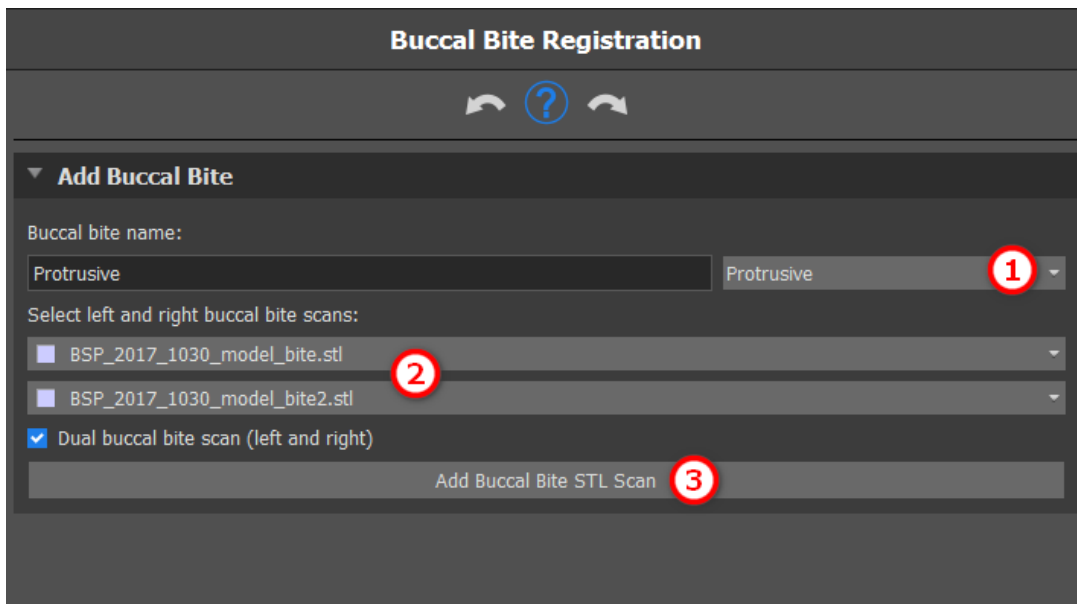 Buccal Bite Registration
?
Add Buccal Bite
Buccal bite name:
Protrusive Protrusive 1
Select left and right buccal bite scans:
BSP_2017_1030_model_bite.stl
2
BSP_2017_1030_model_bite2.stl
Dual buccal bite scan (left and right)
Add Buccal Bite STL Scan 3